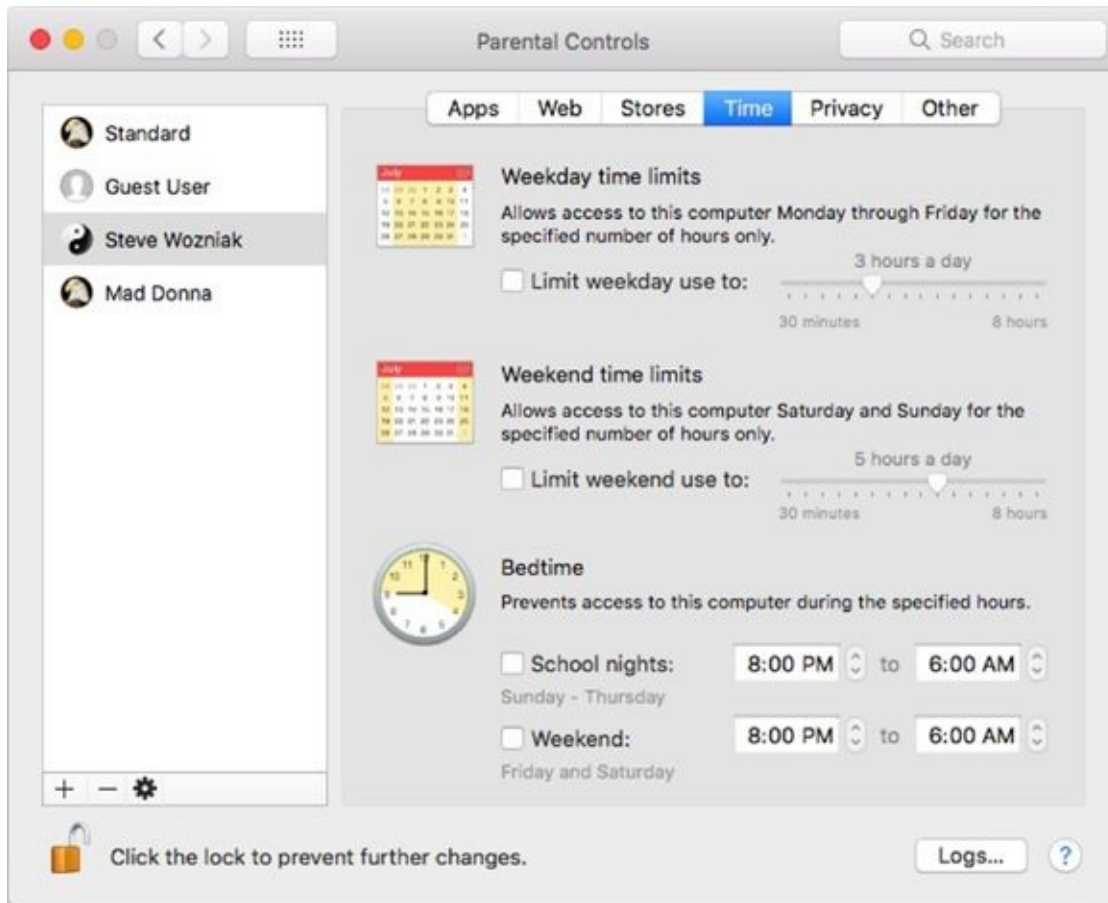 Parental Controls
Search
Standard
Guest User
Steve Wozniak
Mad Donna
Apps Web Stores Time Privacy Other
July
Weekday time limits
Allows access to this computer Monday through Friday for the
specified number of hours only.
3 hours a day
Limit weekday use to:
30 minutes 8 hours
July
Weekend time limits
Allows access to this computer Saturday and Sunday for the
specified number of hours only.
5 hours a day
Limit weekend use to:
30 minutes 8 hours
Bedtime
Prevents access to this computer during the specified hours.
School nights: 8:00 PM to 6:00 AM
Sunday - Thursday
Weekend: 8:00 PM to 6:00 AM
Friday and Saturday
Click the lock to prevent further changes.
Logs... ?